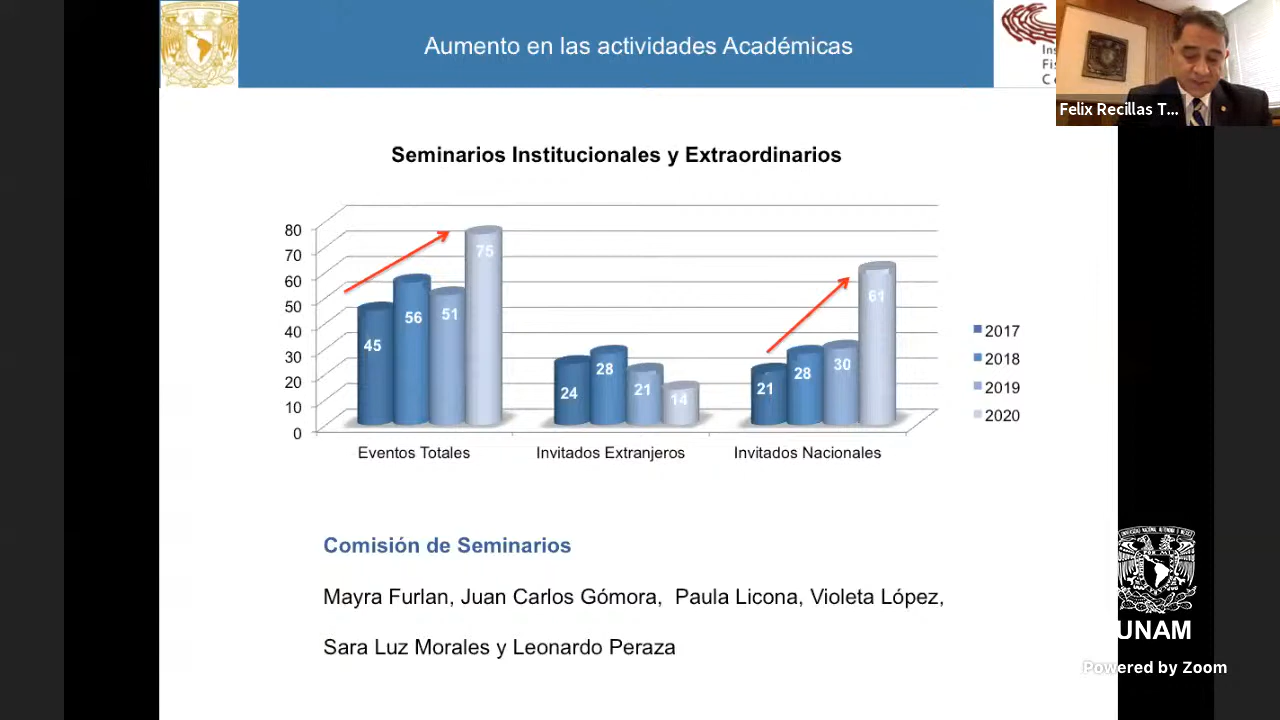 Aumento en las actividades Académicas
Felix Recillas T...
Seminarios Institucionales y Extraordinarios
80
70
60
50
40
30
20
10
0
45
56
51
75
24
28
21
14
21
28
30
61
Eventos Totales
Invitados Extranjeros
Invitados Nacionales
2017
2018
2019
2020
Comisión de Seminarios
Mayra Furlan, Juan Carlos Gómora, Paula Licona, Violeta López,
Sara Luz Morales y Leonardo Peraza
UNAM
Powered by Zoom